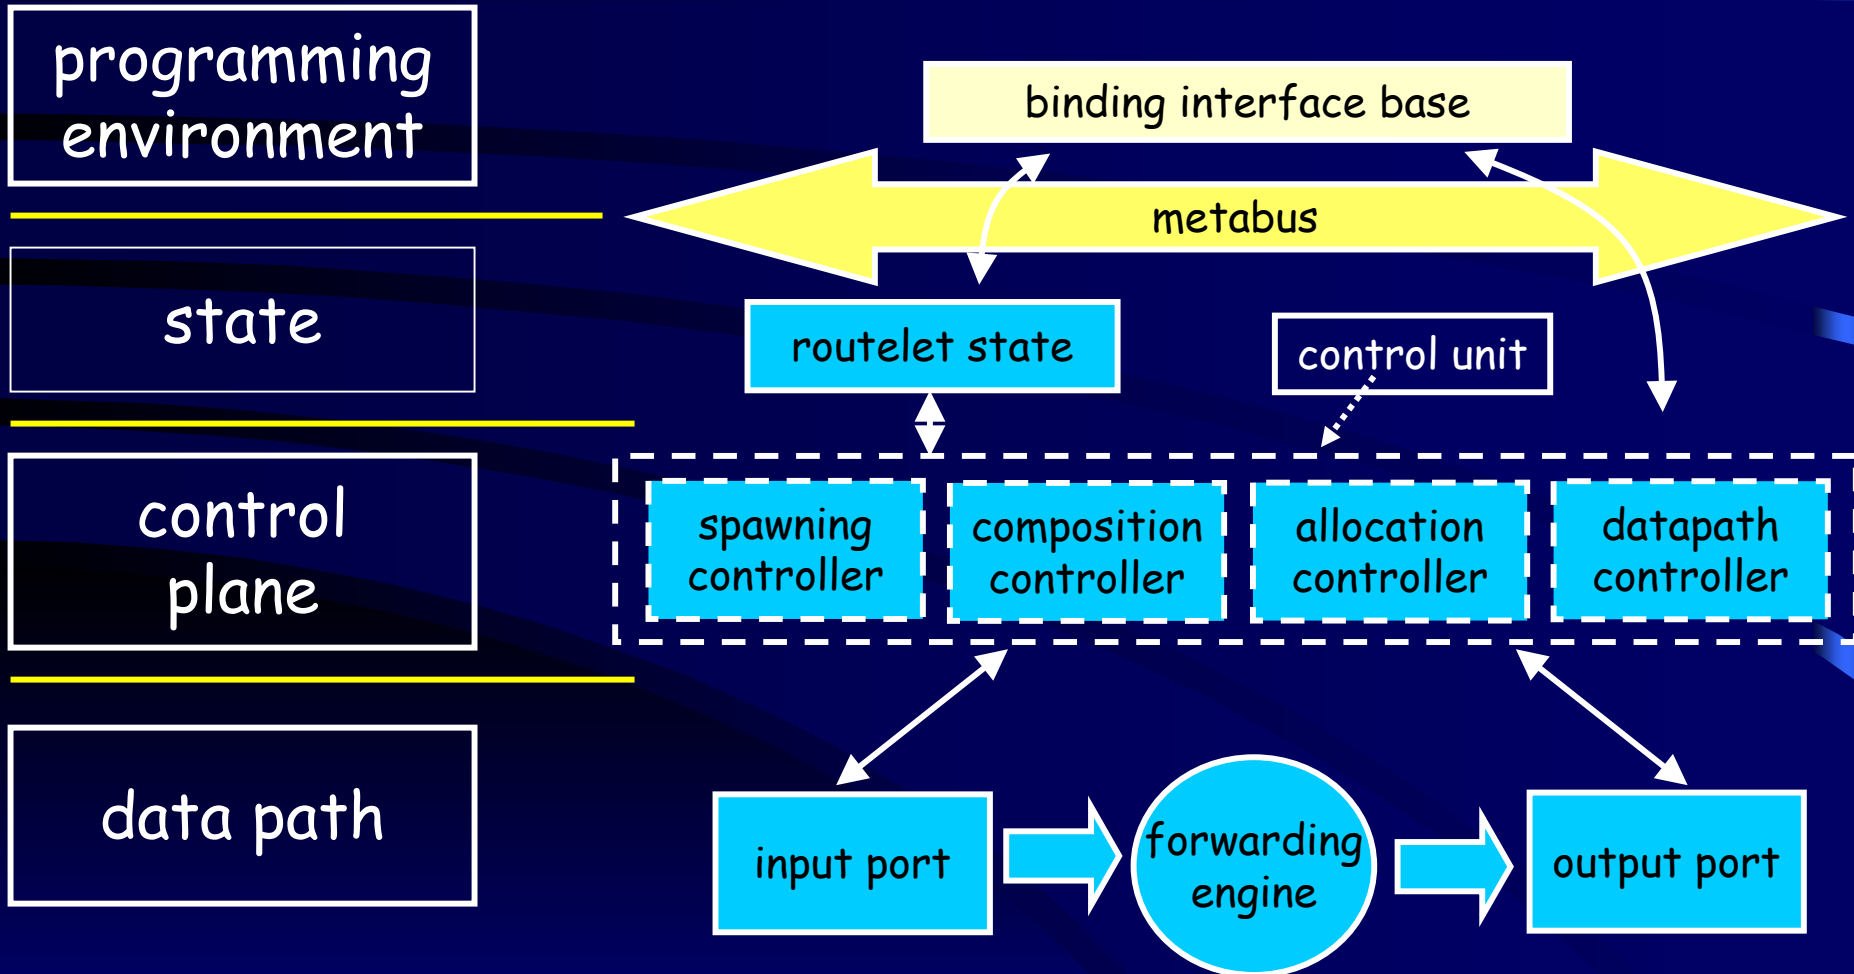 programming
environment
binding interface base
metabus
state
routelet state
control unit
control
plane
spawning
controller
composition
controller
allocation
controller
datapath
controller
data path
input port
forwarding
engine
output port